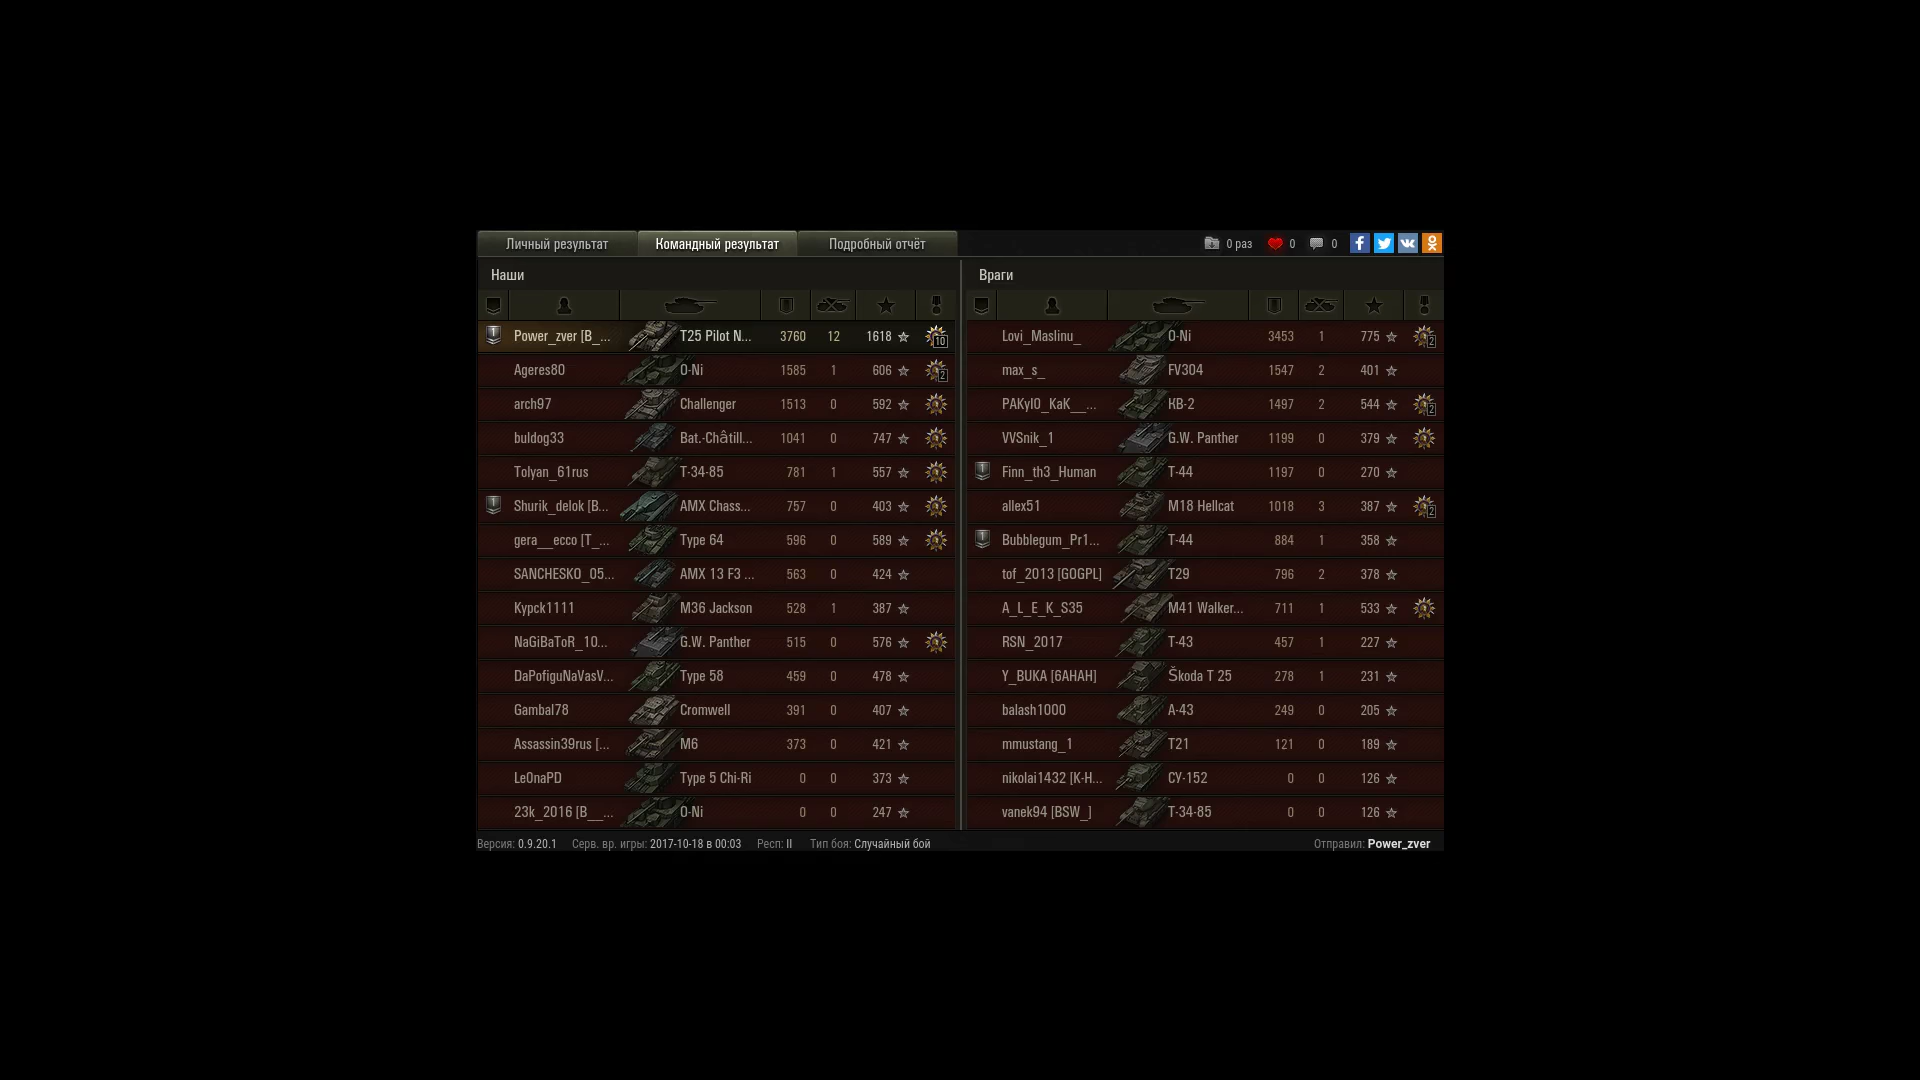 Личный результат Командный результат Подробный отчёт 0 раз 0 0
Наши Враги
Power_zver [B_... T25 Pilot N... 3760 12 1618 10 Lovi_Maslinu_ O-Ni 3453 1 775 2
Ageres80 O-Ni 1585 1 606 2 max_s_ FV304 1547 2 401
arch97 Challenger 1513 0 592 PAKylO_KaK__... КВ-2 1497 2 544 2
buldog33 Bat.-Châtill... 1041 0 747 VVSnik_1 G.W. Panther 1199 0 379
Tolyan_61rus Т-34-85 781 1 557 Finn_th3_Human Т-44 1197 0 270
Shurik_delok [B... AMX Chass... 757 0 403 allex51 M18 Hellcat 1018 3 387 2
gera__ecco [T_... Type 64 596 0 589 Bubblegum_Pr1... Т-44 884 1 358
SANCHESKO_05... AMX 13 F3 ... 563 0 424 tof_2013 [GOGPL] T29 796 2 378
Kypck1111 M36 Jackson 528 1 387 A_L_E_K_S35 M41 Walker... 711 1 533
NaGiBaToR_10... G.W. Panther 515 0 576 RSN_2017 Т-43 457 1 227
DaPofiguNaVasV... Type 58 459 0 478 Y_BUKA [6AHAH] Škoda T 25 278 1 231
Gambal78 Cromwell 391 0 407 balash1000 А-43 249 0 205
Assassin39rus [... M6 373 0 421 mmustang_1 T21 121 0 189
Le0naPD Type 5 Chi-Ri 0 0 373 nikolai1432 [K-H... СУ-152 0 0 126
23k_2016 [B__... O-Ni 0 0 247 vanek94 [BSW_] Т-34-85 0 0 126
Версия: 0.9.20.1 Серв. вр. игры: 2017-10-18 в 00:03 Респ: II Тип боя: Случайный бой Отправил: Power_zver